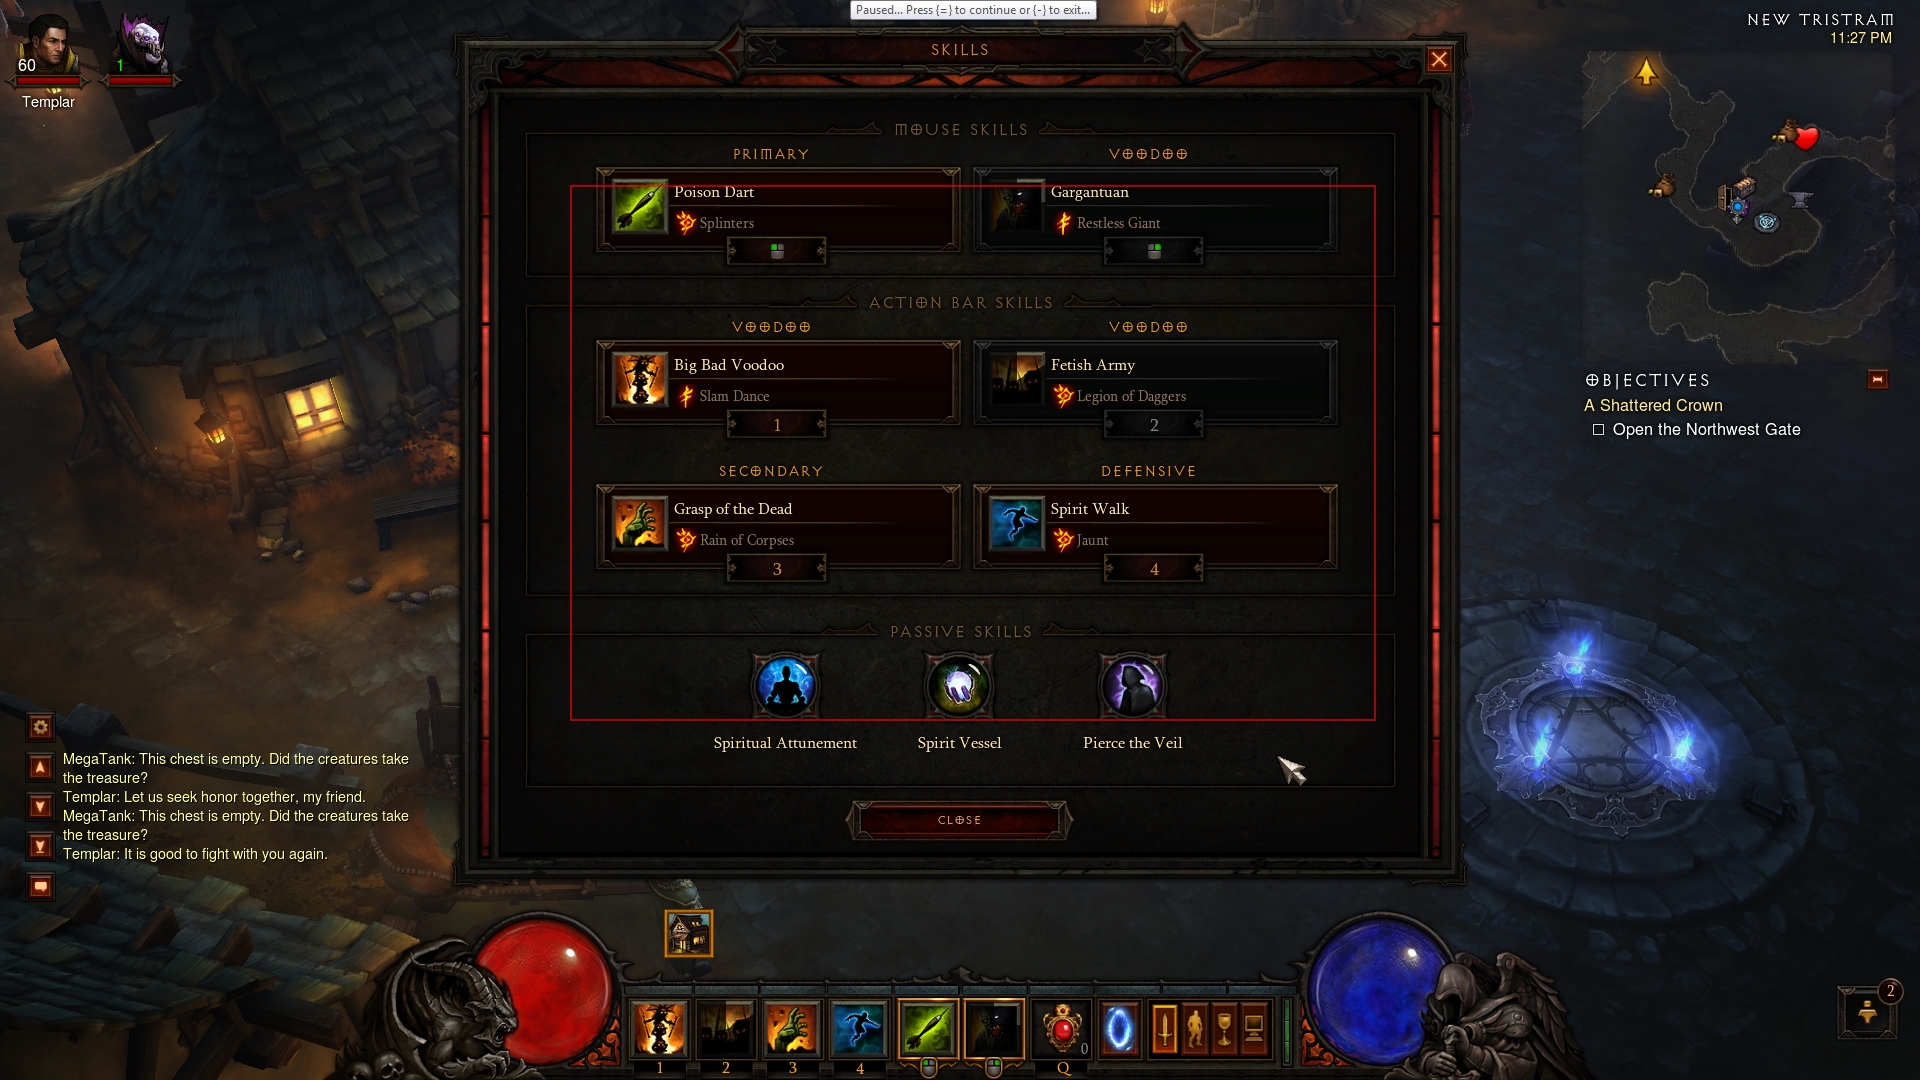 Paused... Press {=} to continue or {-} to exit...
NEW TRISTRAM
11:27 PM
60
1
Templar
SKILLS
MOUSE SKILLS
PRIMARY
VOODOO
Poison Dart
Gargantuan
Splinters
Restless Giant
ACTION BAR SKILLS
VOODOO
VOODOO
Big Bad Voodoo
Fetish Army
Slam Dance
Legion of Daggers
1
2
SECONDARY
DEFENSIVE
Grasp of the Dead
Spirit Walk
Rain of Corpses
Jaunt
3
4
PASSIVE SKILLS
Spiritual Attunement
Spirit Vessel
Pierce the Veil
CLOSE
OBJECTIVES
A Shattered Crown
Open the Northwest Gate
MegaTank: This chest is empty. Did the creatures take
the treasure?
Templar: Let us seek honor together, my friend.
MegaTank: This chest is empty. Did the creatures take
the treasure?
Templar: It is good to fight with you again.
2
0
1
2
3
4
Q